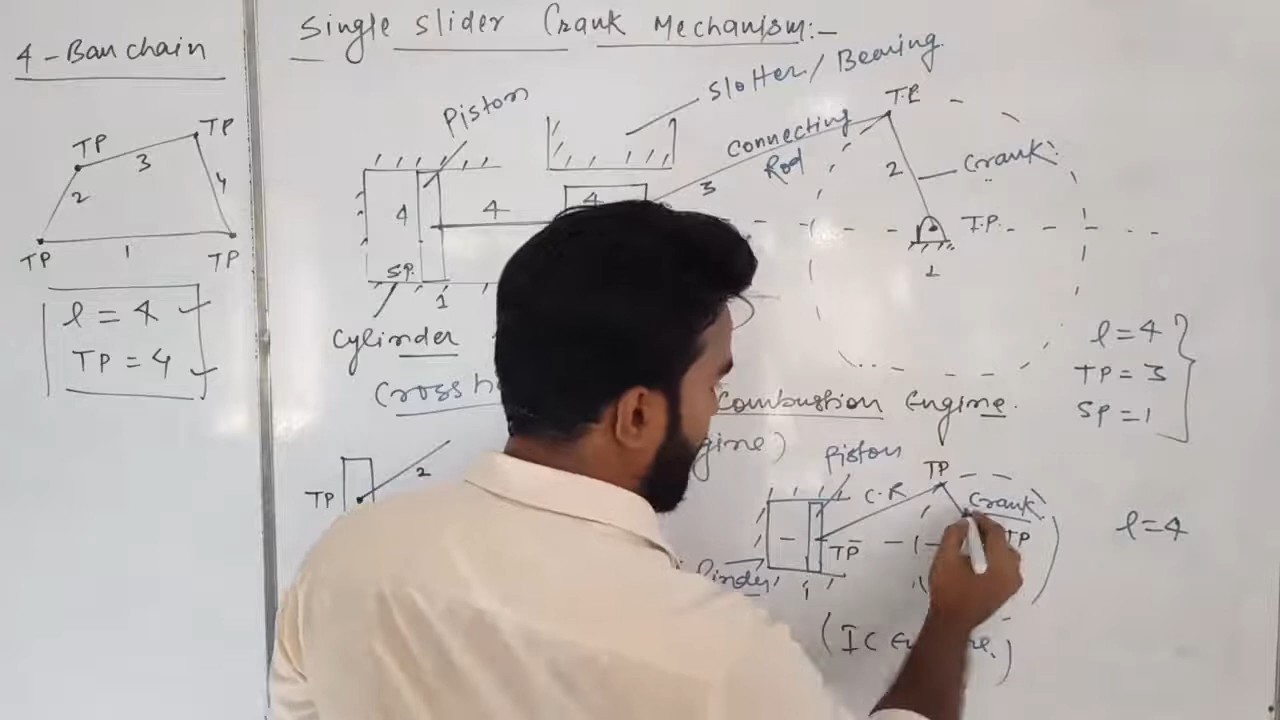 4-Bar chain
TP
TP
3
2
4
TP
1
TP
l = 4
TP = 4
Single slider Crank Mechanism:-
Piston
Slotter / Bearing
T.P.
Connecting
Rod
3
2
Crank
4
4
4
T.P.
1
SP.
1
Cylinder
l = 4
TP = 3
SP = 1
Combustion Engine.
TP
2
Piston
TP
C.R
Crank
TP
TP
l=4
1
(IC